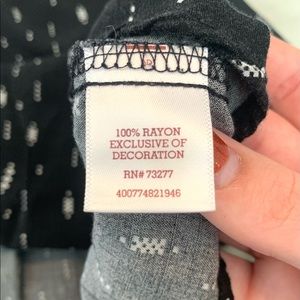 100% RAYON
EXCLUSIVE OF
DECORATION
RN# 73277
400774821946